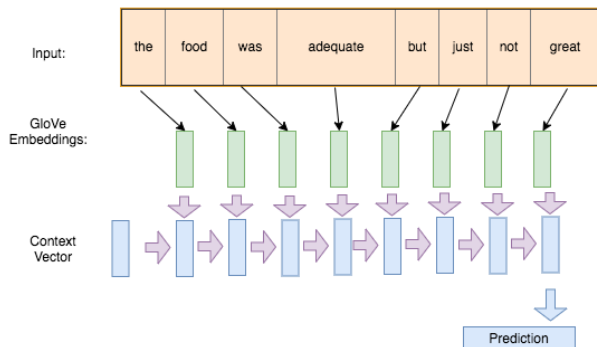 Input:
the food was adequate but just not great
GloVe
Embeddings:
Context
Vector
Prediction